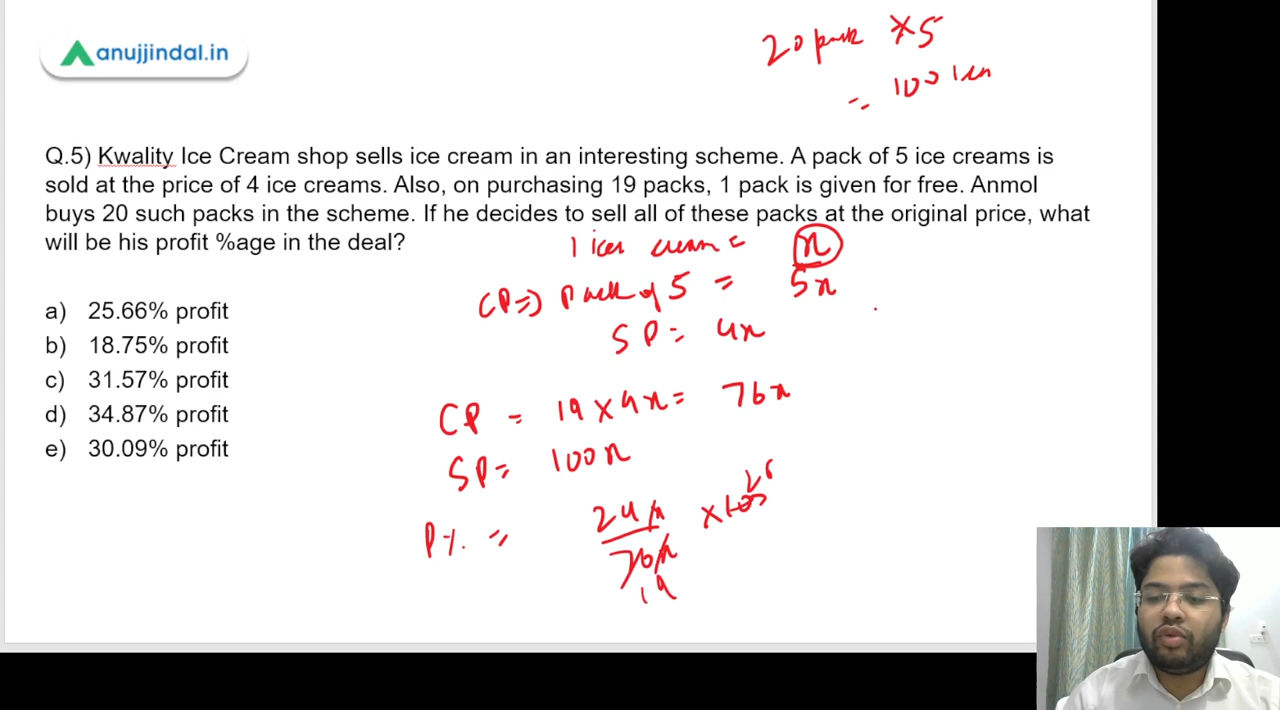 20 pack × 5
= 100 ice
anujjindal.in
Q.5) Kwality Ice Cream shop sells ice cream in an interesting scheme. A pack of 5 ice creams is
sold at the price of 4 ice creams. Also, on purchasing 19 packs, 1 pack is given for free. Anmol
buys 20 such packs in the scheme. If he decides to sell all of these packs at the original price, what
will be his profit %age in the deal?
1 ice cream = x
CP => Pack of 5 = 5x
SP = 4x
a) 25.66% profit
b) 18.75% profit
c) 31.57% profit
d) 34.87% profit
e) 30.09% profit
CP = 19 × 4x = 76x
SP = 100x
P% = 24x/76x × 100
19